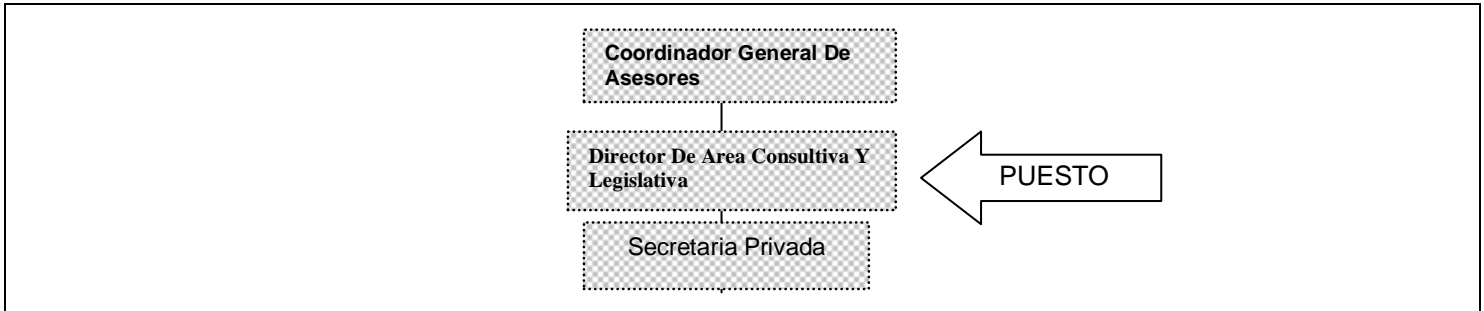 Coordinador General De
Asesores
Director De Area Consultiva Y
Legislativa
PUESTO
Secretaria Privada